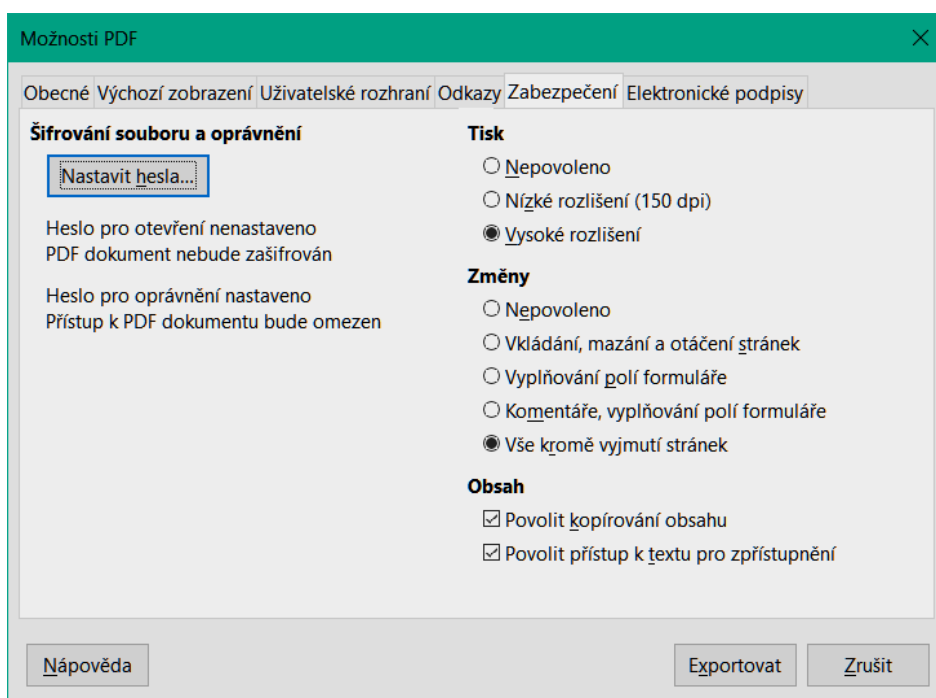 Možnosti PDF
Obecné Výchozí zobrazení Uživatelské rozhraní Odkazy Zabezpečení Elektronické podpisy
Šifrování souboru a oprávnění
Nastavit hesla...
Heslo pro otevření nenastaveno
PDF dokument nebude zašifrován
Heslo pro oprávnění nastaveno
Přístup k PDF dokumentu bude omezen
Tisk
Nepovoleno
Nízké rozlišení (150 dpi)
Vysoké rozlišení
Změny
Nepovoleno
Vkládání, mazání a otáčení stránek
Vyplňování polí formuláře
Komentáře, vyplňování polí formuláře
Vše kromě vyjmutí stránek
Obsah
Povolit kopírování obsahu
Povolit přístup k textu pro zpřístupnění
Nápověda
Exportovat
Zrušit